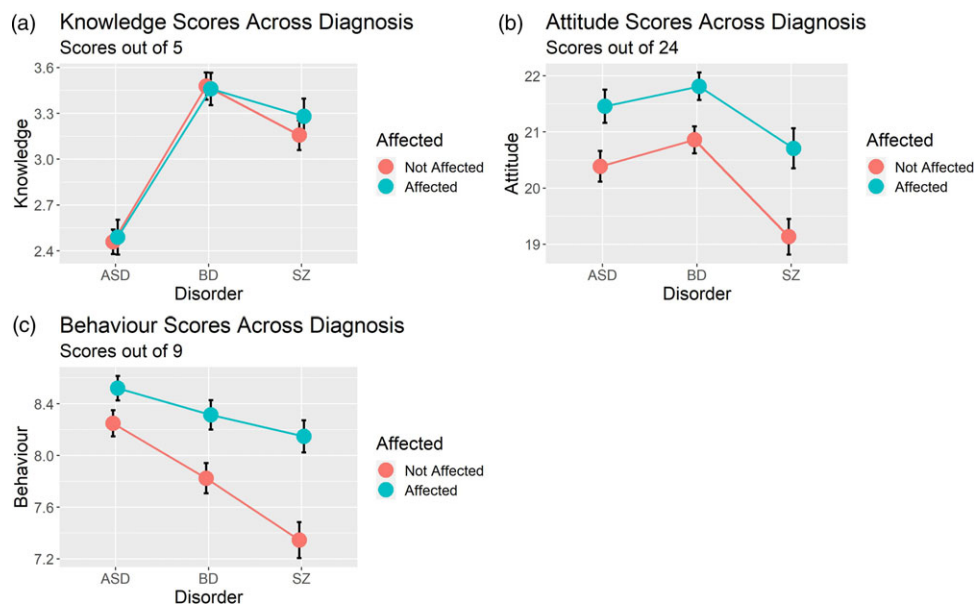 (a) Knowledge Scores Across Diagnosis
Scores out of 5
3.6
3.3
3.0
2.7
2.4
Knowledge
ASD BD SZ
Disorder
Affected
Not Affected
Affected
(b) Attitude Scores Across Diagnosis
Scores out of 24
22
21
20
19
Attitude
ASD BD SZ
Disorder
Affected
Not Affected
Affected
(c) Behaviour Scores Across Diagnosis
Scores out of 9
8.4
8.0
7.6
7.2
Behaviour
ASD BD SZ
Disorder
Affected
Not Affected
Affected